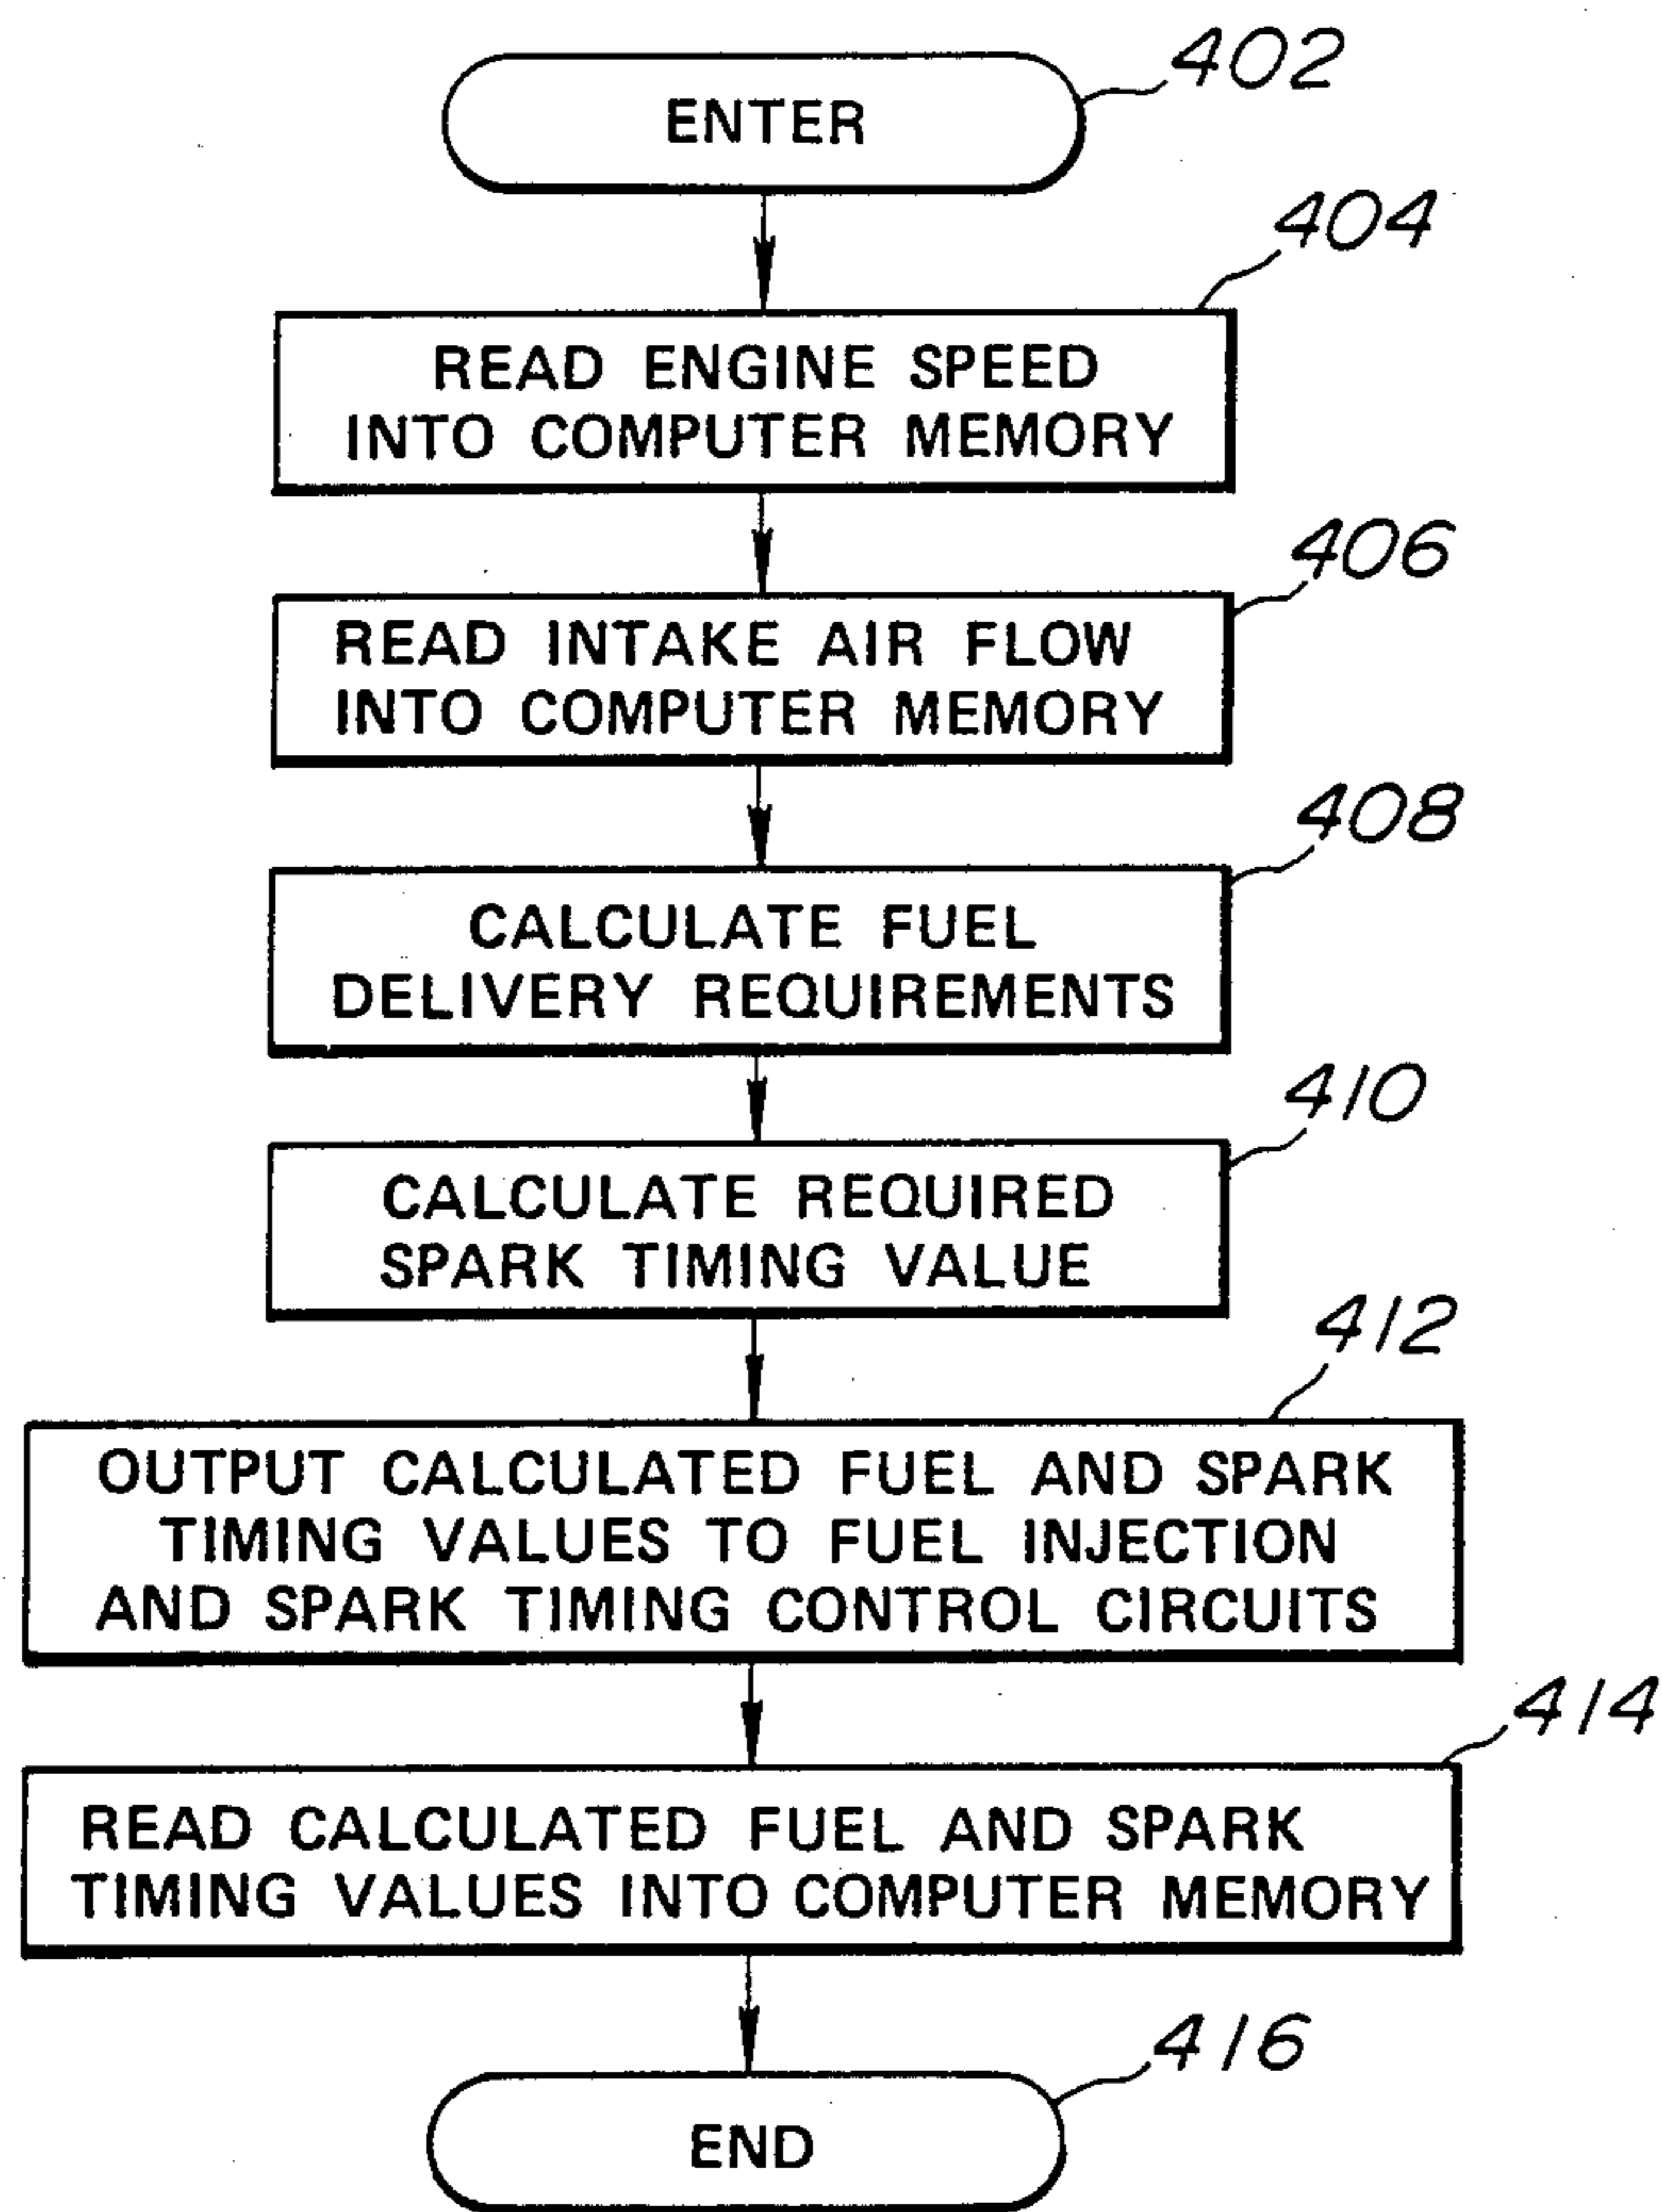 402
ENTER
404
READ ENGINE SPEED
INTO COMPUTER MEMORY
406
READ INTAKE AIR FLOW
INTO COMPUTER MEMORY
408
CALCULATE FUEL
DELIVERY REQUIREMENTS
410
CALCULATE REQUIRED
SPARK TIMING VALUE
412
OUTPUT CALCULATED FUEL AND SPARK
TIMING VALUES TO FUEL INJECTION
AND SPARK TIMING CONTROL CIRCUITS
414
READ CALCULATED FUEL AND SPARK
TIMING VALUES INTO COMPUTER MEMORY
416
END